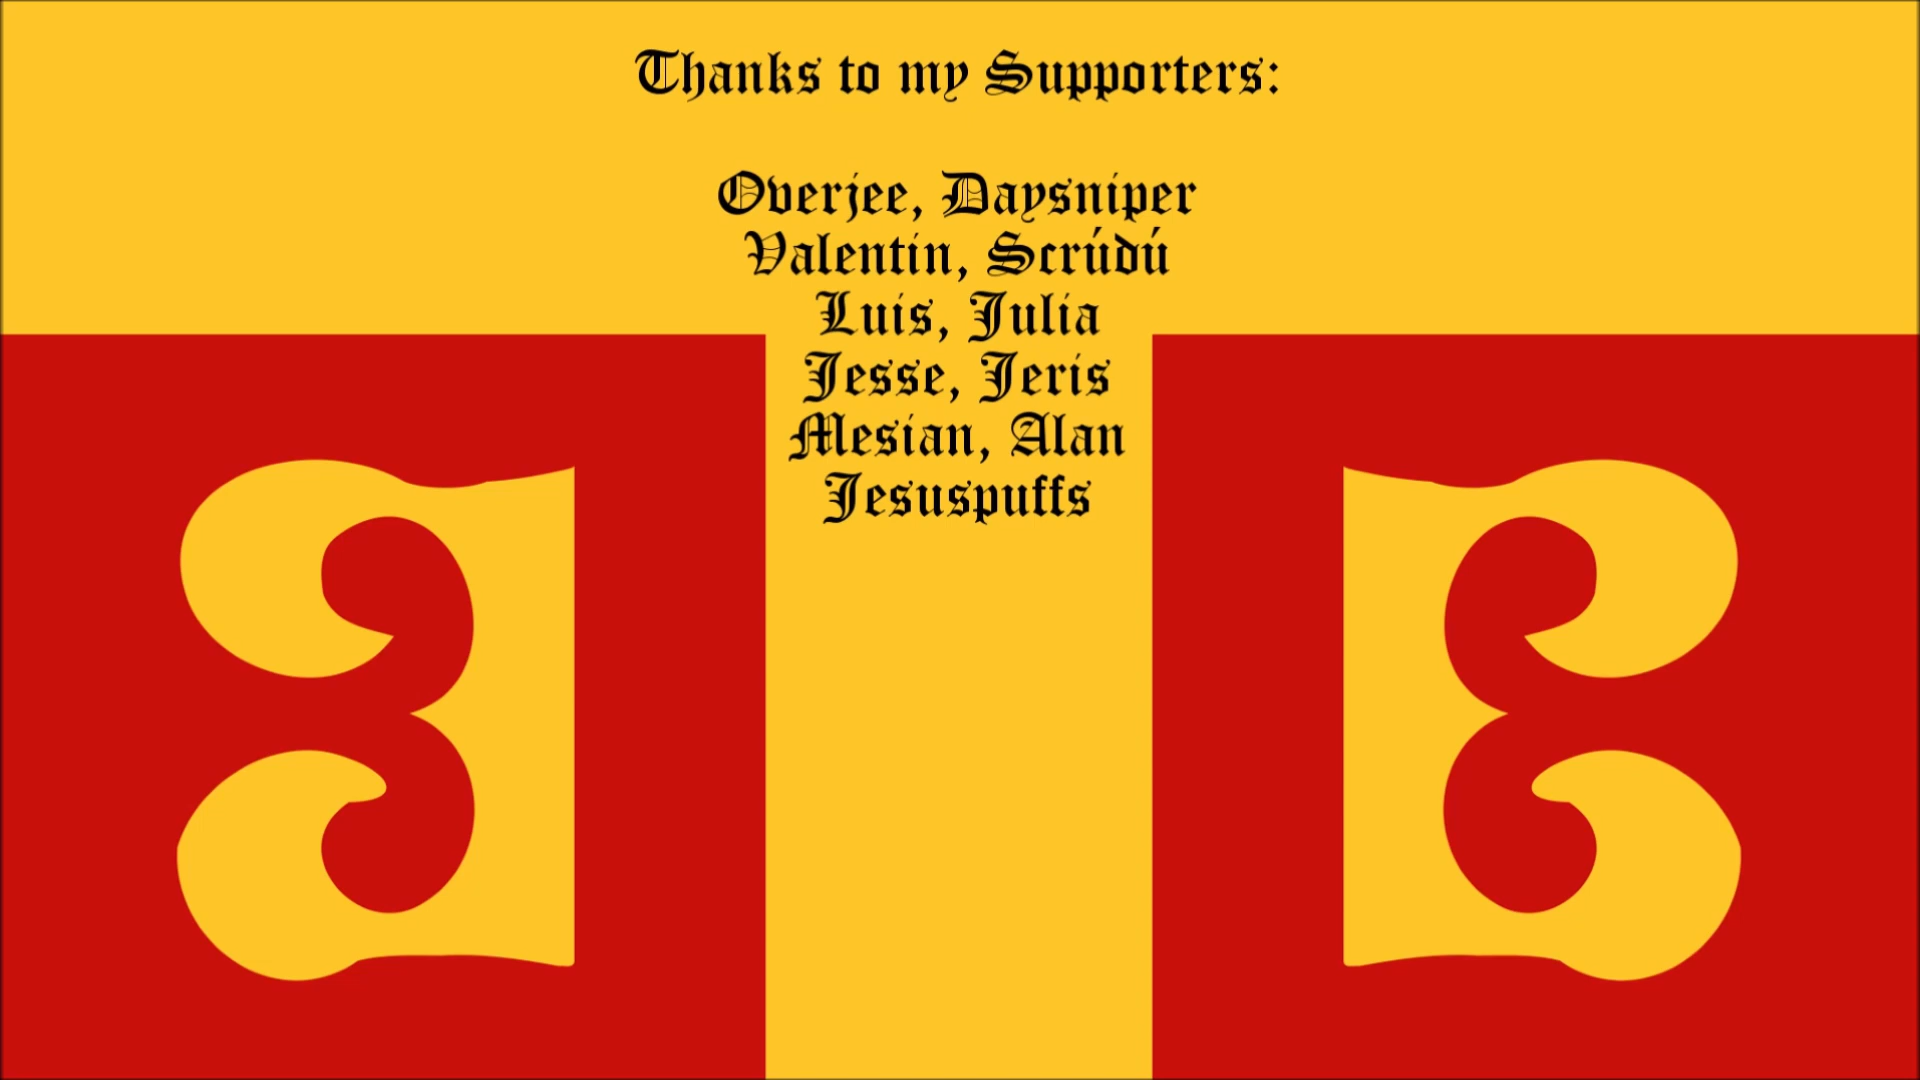 Thanks to my Supporters:
Overjee, Daysniper
Valentin, Scrúdú
Luis, Julia
Jesse, Jeris
Mesian, Alan
Jesuspuffs